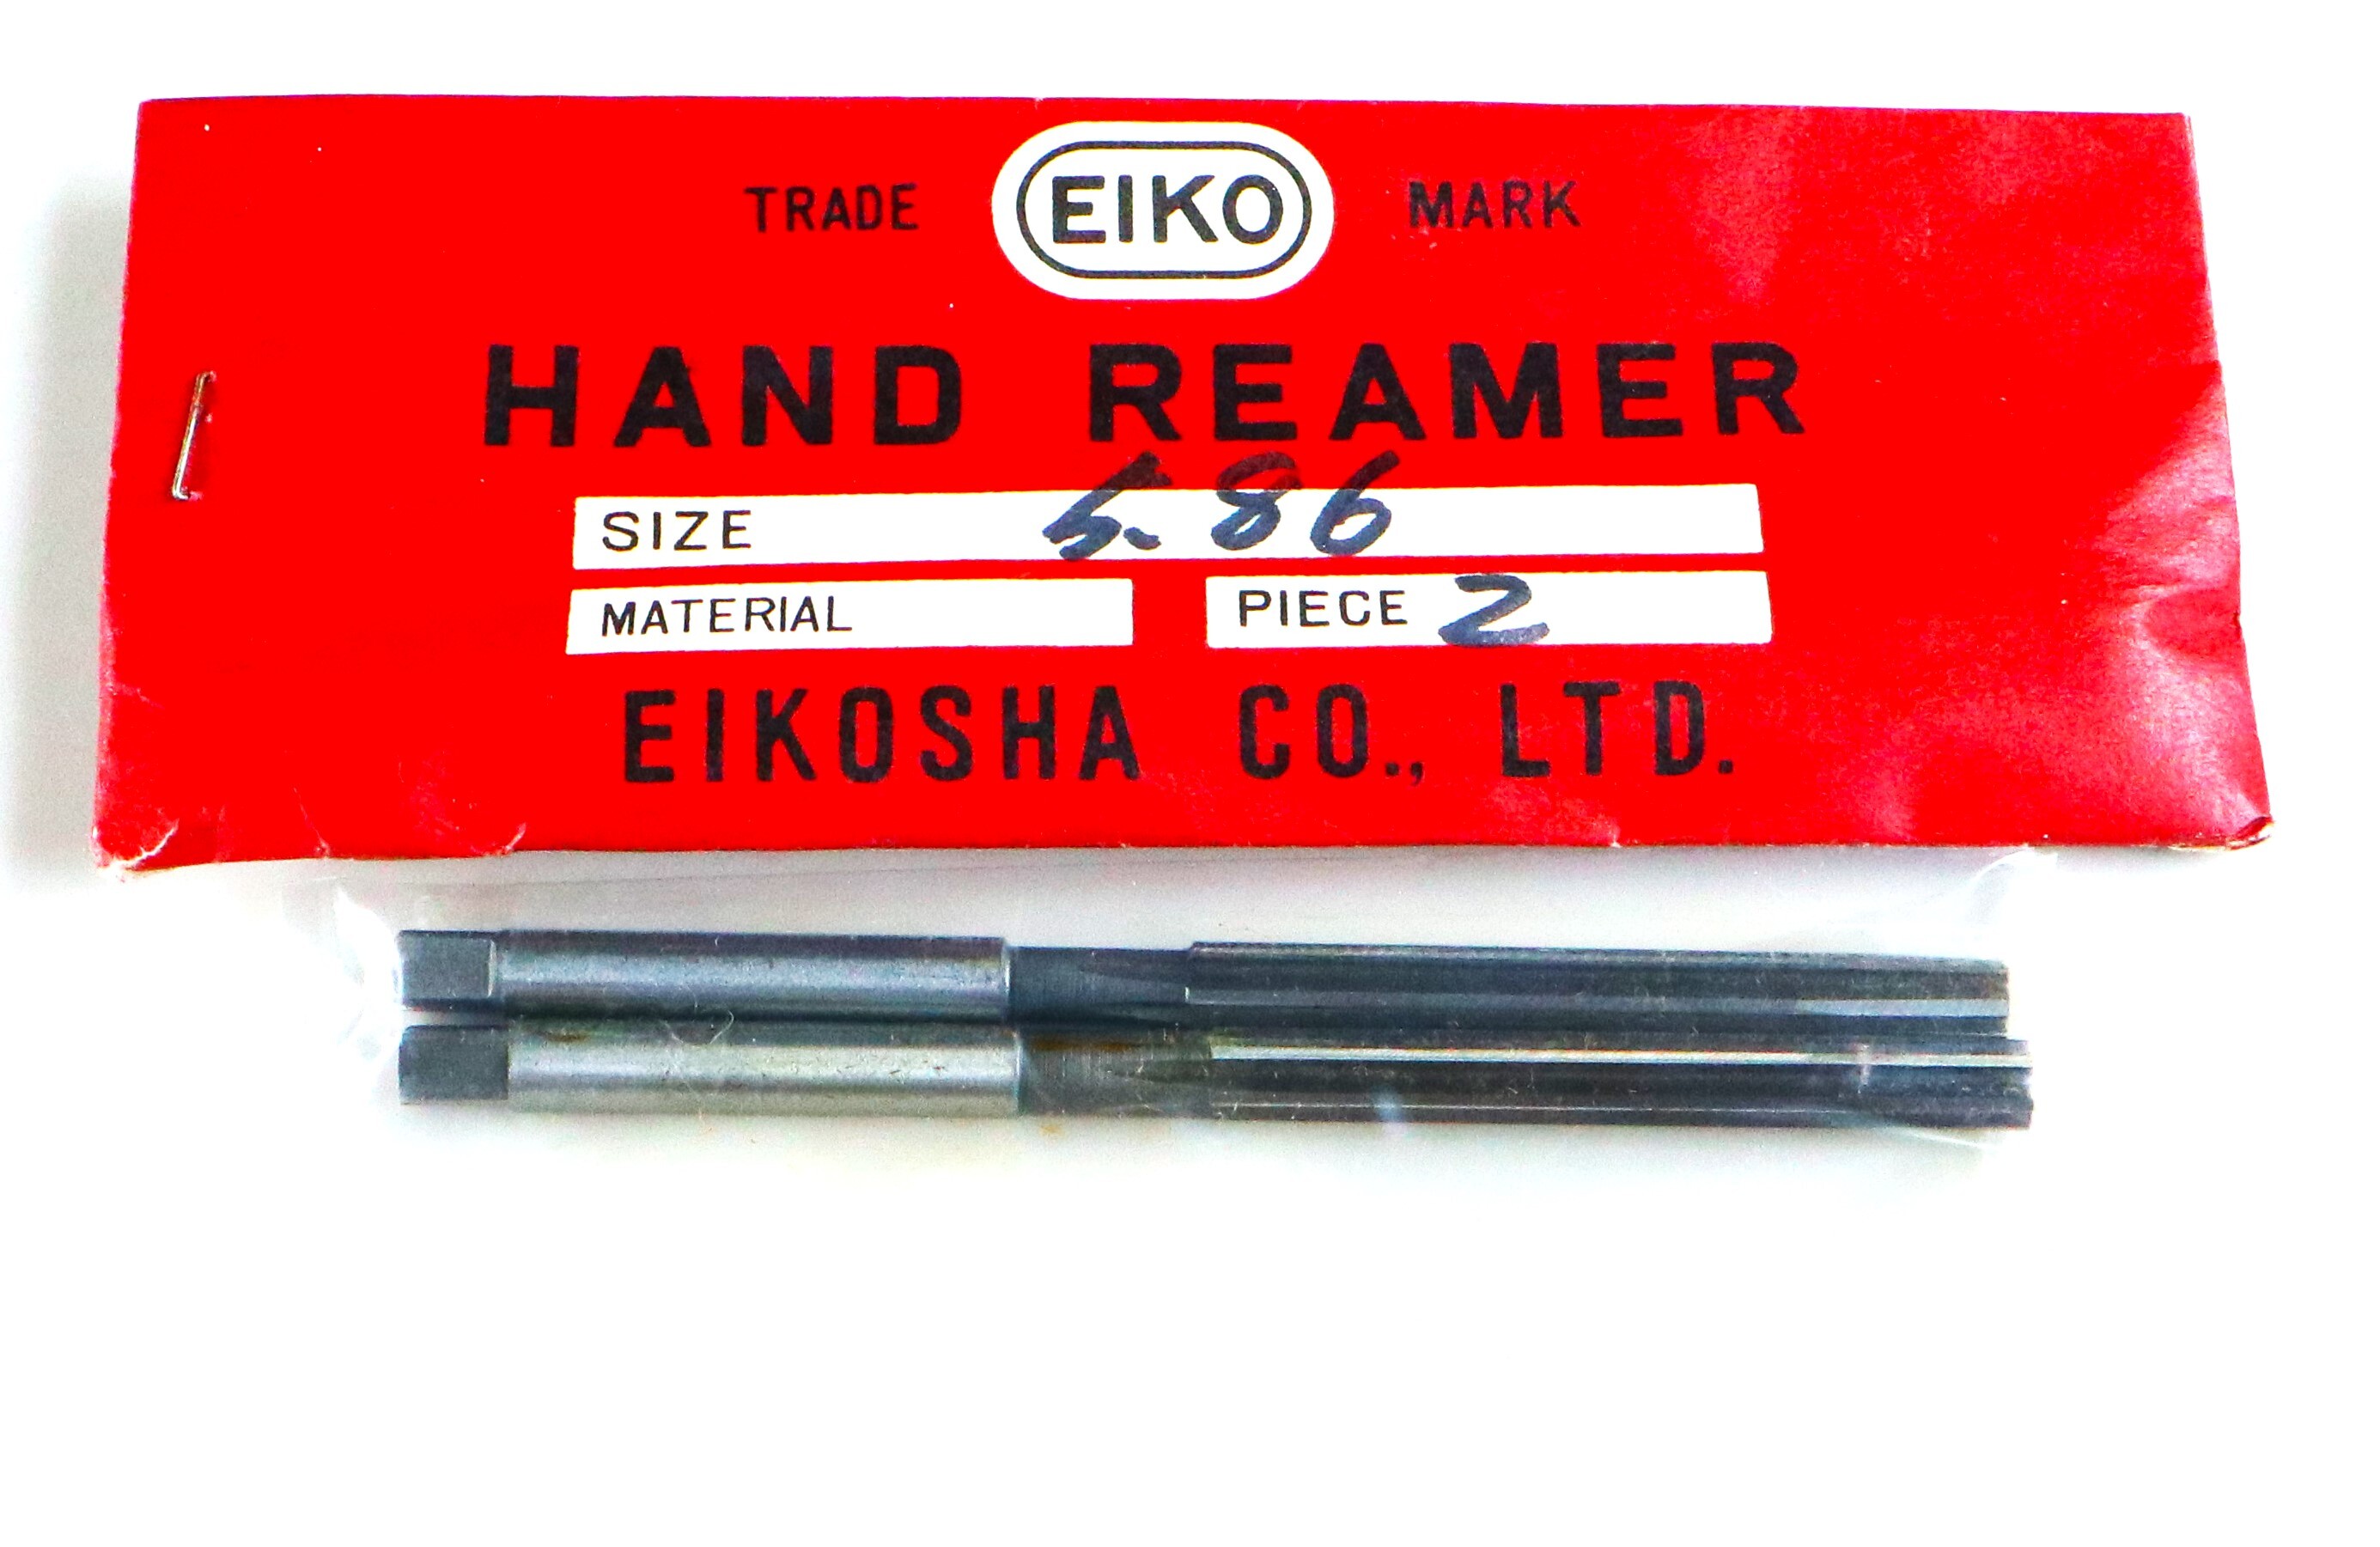 TRADE EIKO MARK
HAND REAMER
SIZE 5.86
MATERIAL PIECE 2
EIKOSHA CO., LTD.